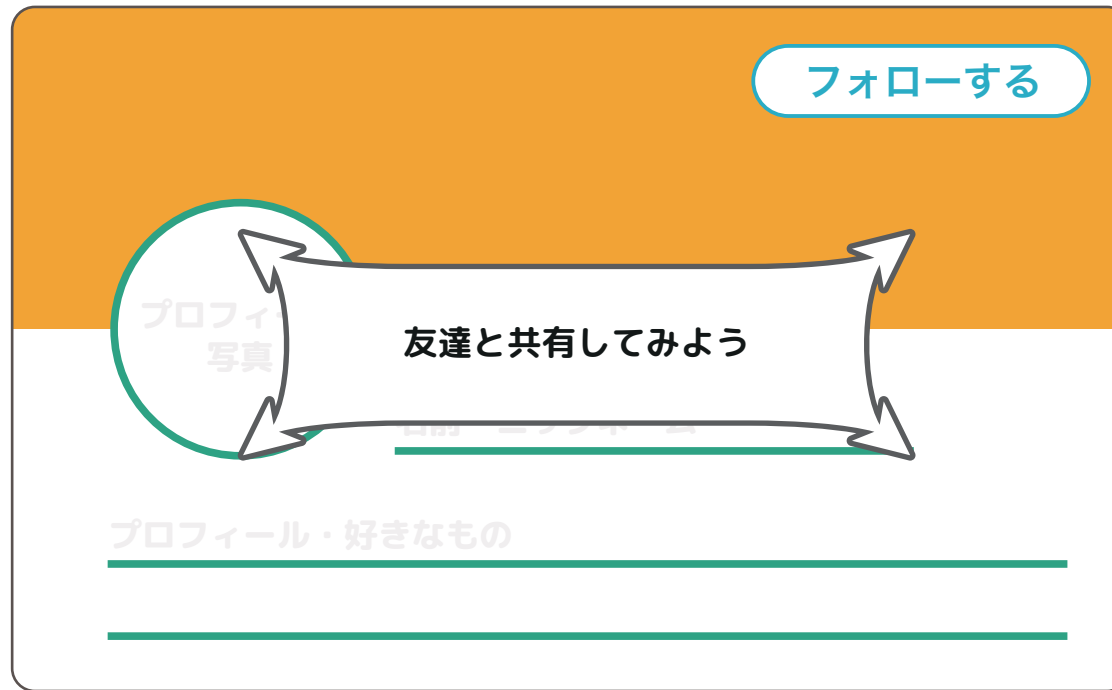 フォローする
プロフィー
写真
友達と共有してみよう
プロフィール・好きなもの